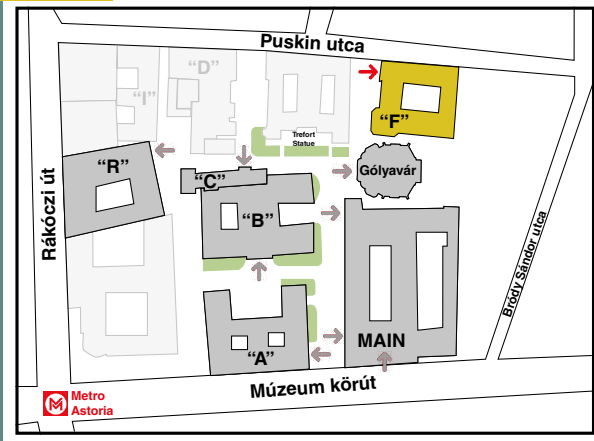 Puskin utca
“D”
“I”
“F”
Trefort
Statue
“R”
“C”
Gólyavár
“B”
Rákóczi út
Bródy Sándor utca
MAIN
“A”
Múzeum körút
Metro
Astoria